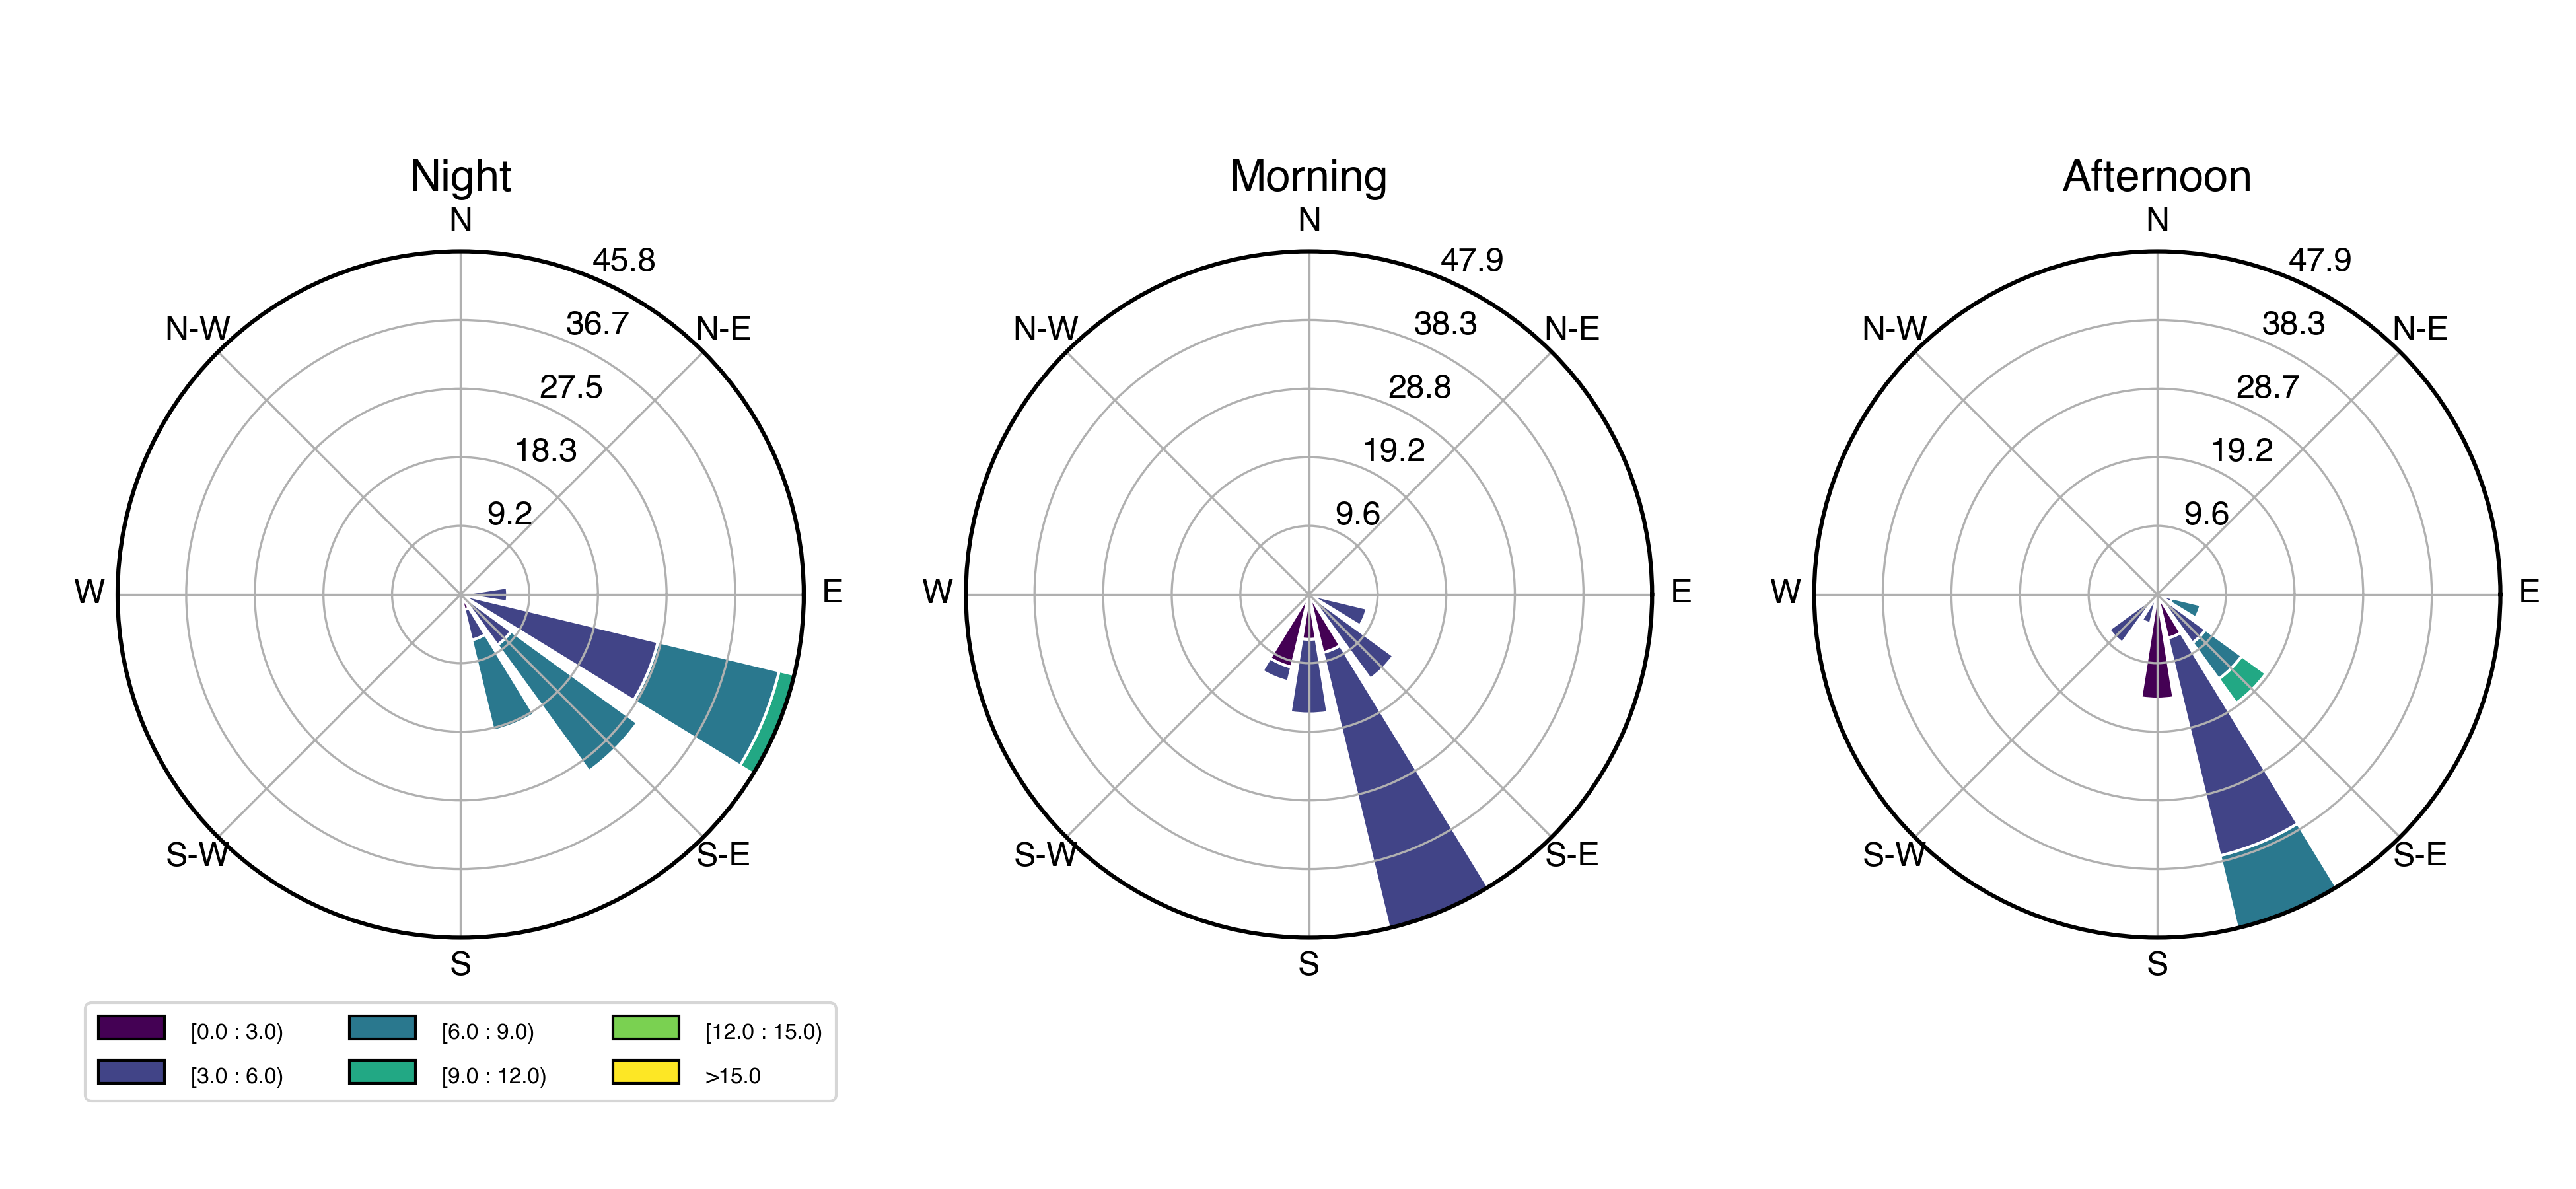 Night
N
45.8
36.7
27.5
18.3
9.2
N-W
N-E
W
E
S-W
S-E
S
Morning
N
47.9
38.3
28.8
19.2
9.6
N-W
N-E
W
E
S-W
S-E
S
Afternoon
N
47.9
38.3
28.7
19.2
9.6
N-W
N-E
W
E
S-W
S-E
S
[0.0 : 3.0)
[3.0 : 6.0)
[6.0 : 9.0)
[9.0 : 12.0)
[12.0 : 15.0)
>15.0